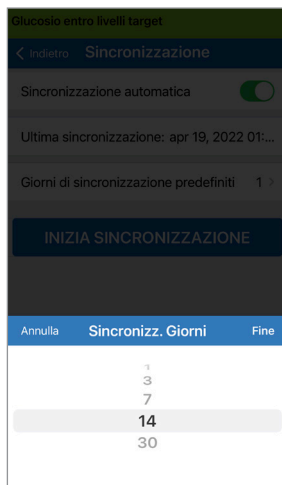 Glucosio entro livelli target
Indietro Sincronizzazione
Sincronizzazione automatica
Ultima sincronizzazione: apr 19, 2022 01:...
Giorni di sincronizzazione predefiniti 1
INIZIA SINCRONIZZAZIONE
Annulla Sincronizz. Giorni Fine
1
3
7
14
30